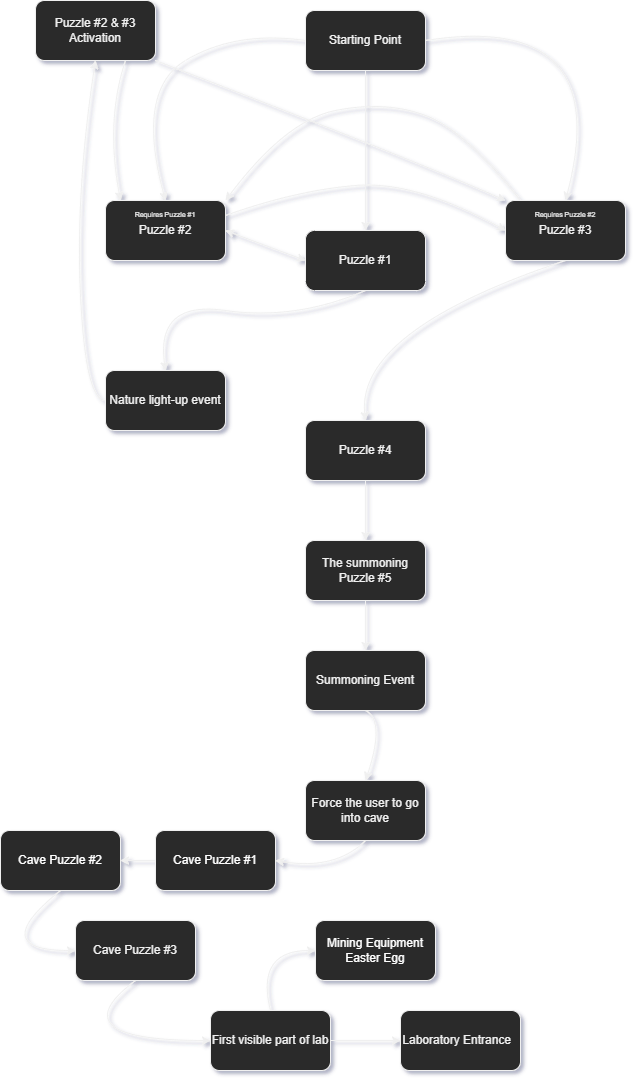 Puzzle #2 & #3
Activation
Starting Point
Requires Puzzle #1
Puzzle #2
Requires Puzzle #2
Puzzle #3
Puzzle #1
Nature light-up event
Puzzle #4
The summoning
Puzzle #5
Summoning Event
Force the user to go
into cave
Cave Puzzle #2
Cave Puzzle #1
Cave Puzzle #3
Mining Equipment
Easter Egg
First visible part of lab
Laboratory Entrance